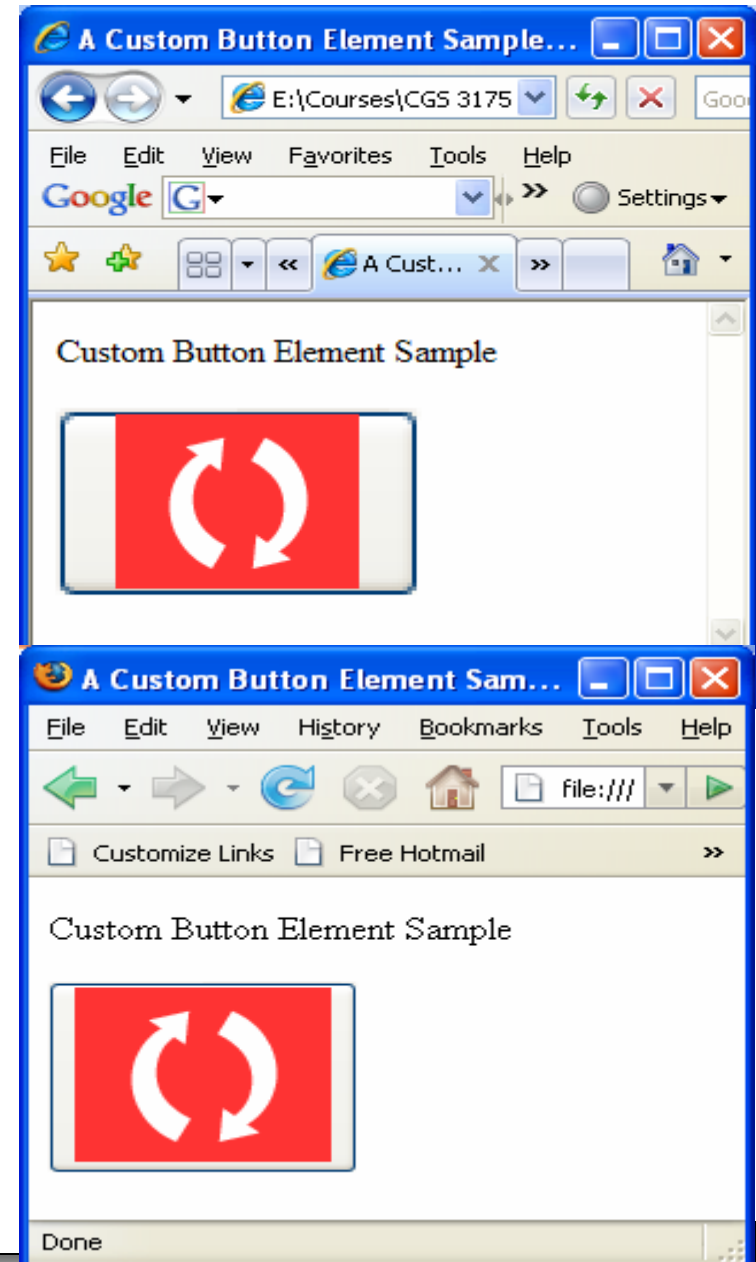 A Custom Button Element Sample...
E:\Courses\CGS 3175
File Edit View Favorites Tools Help
Google G Settings
A Cust...
Custom Button Element Sample
A Custom Button Element Sam...
File Edit View History Bookmarks Tools Help
file:///
Customize Links Free Hotmail
Custom Button Element Sample
Done